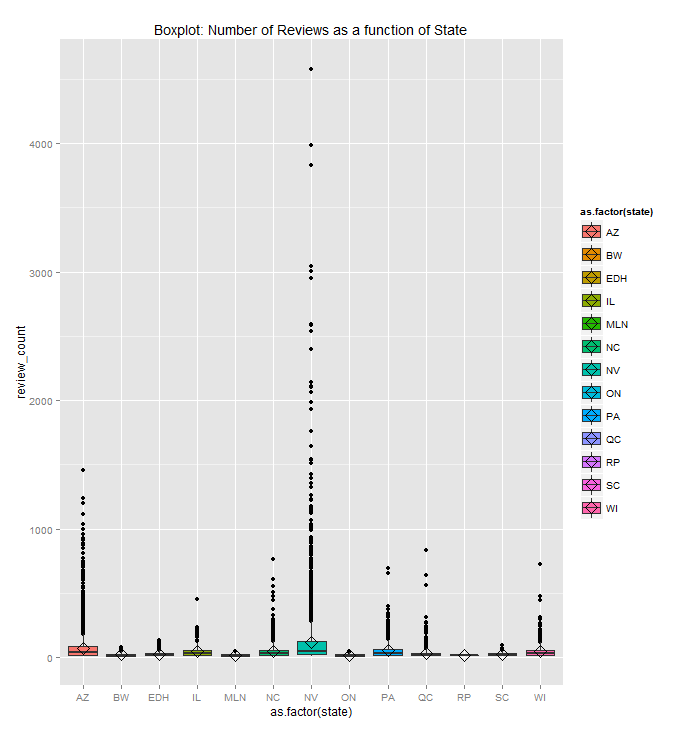 Boxplot: Number of Reviews as a function of State
review_count
4000
3000
2000
1000
0
AZ BW EDH IL MLN NC NV ON PA QC RP SC WI
as.factor(state)
as.factor(state)
AZ
BW
EDH
IL
MLN
NC
NV
ON
PA
QC
RP
SC
WI